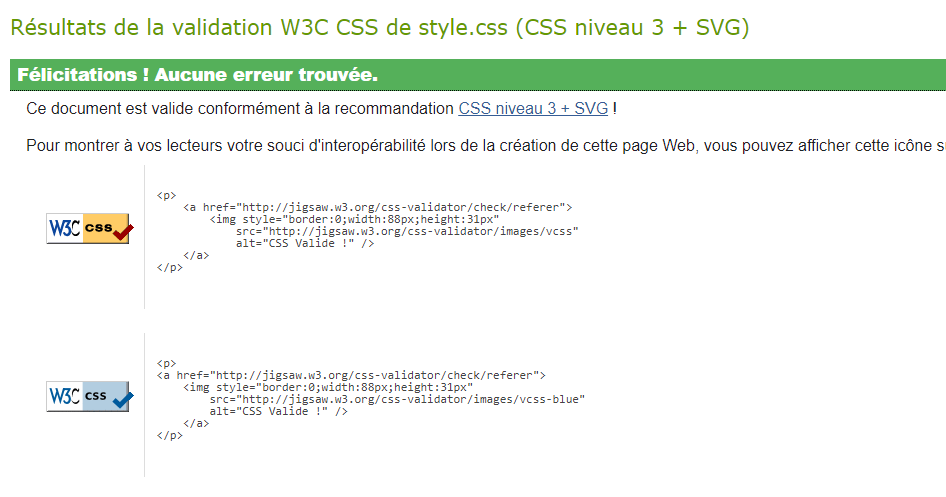 Résultats de la validation W3C CSS de style.css (CSS niveau 3 + SVG)
Félicitations ! Aucune erreur trouvée.
Ce document est valide conformément à la recommandation CSS niveau 3 + SVG !
Pour montrer à vos lecteurs votre souci d'interopérabilité lors de la création de cette page Web, vous pouvez afficher cette icône
W3C css
<p>
<a href="http://jigsaw.w3.org/css-validator/check/referer">
<img style="border:0;width:88px;height:31px"
src="http://jigsaw.w3.org/css-validator/images/vcss"
alt="CSS Valide !" />
</a>
</p>
W3C css
<p>
<a href="http://jigsaw.w3.org/css-validator/check/referer">
<img style="border:0;width:88px;height:31px"
src="http://jigsaw.w3.org/css-validator/images/vcss-blue"
alt="CSS Valide !" />
</a>
</p>